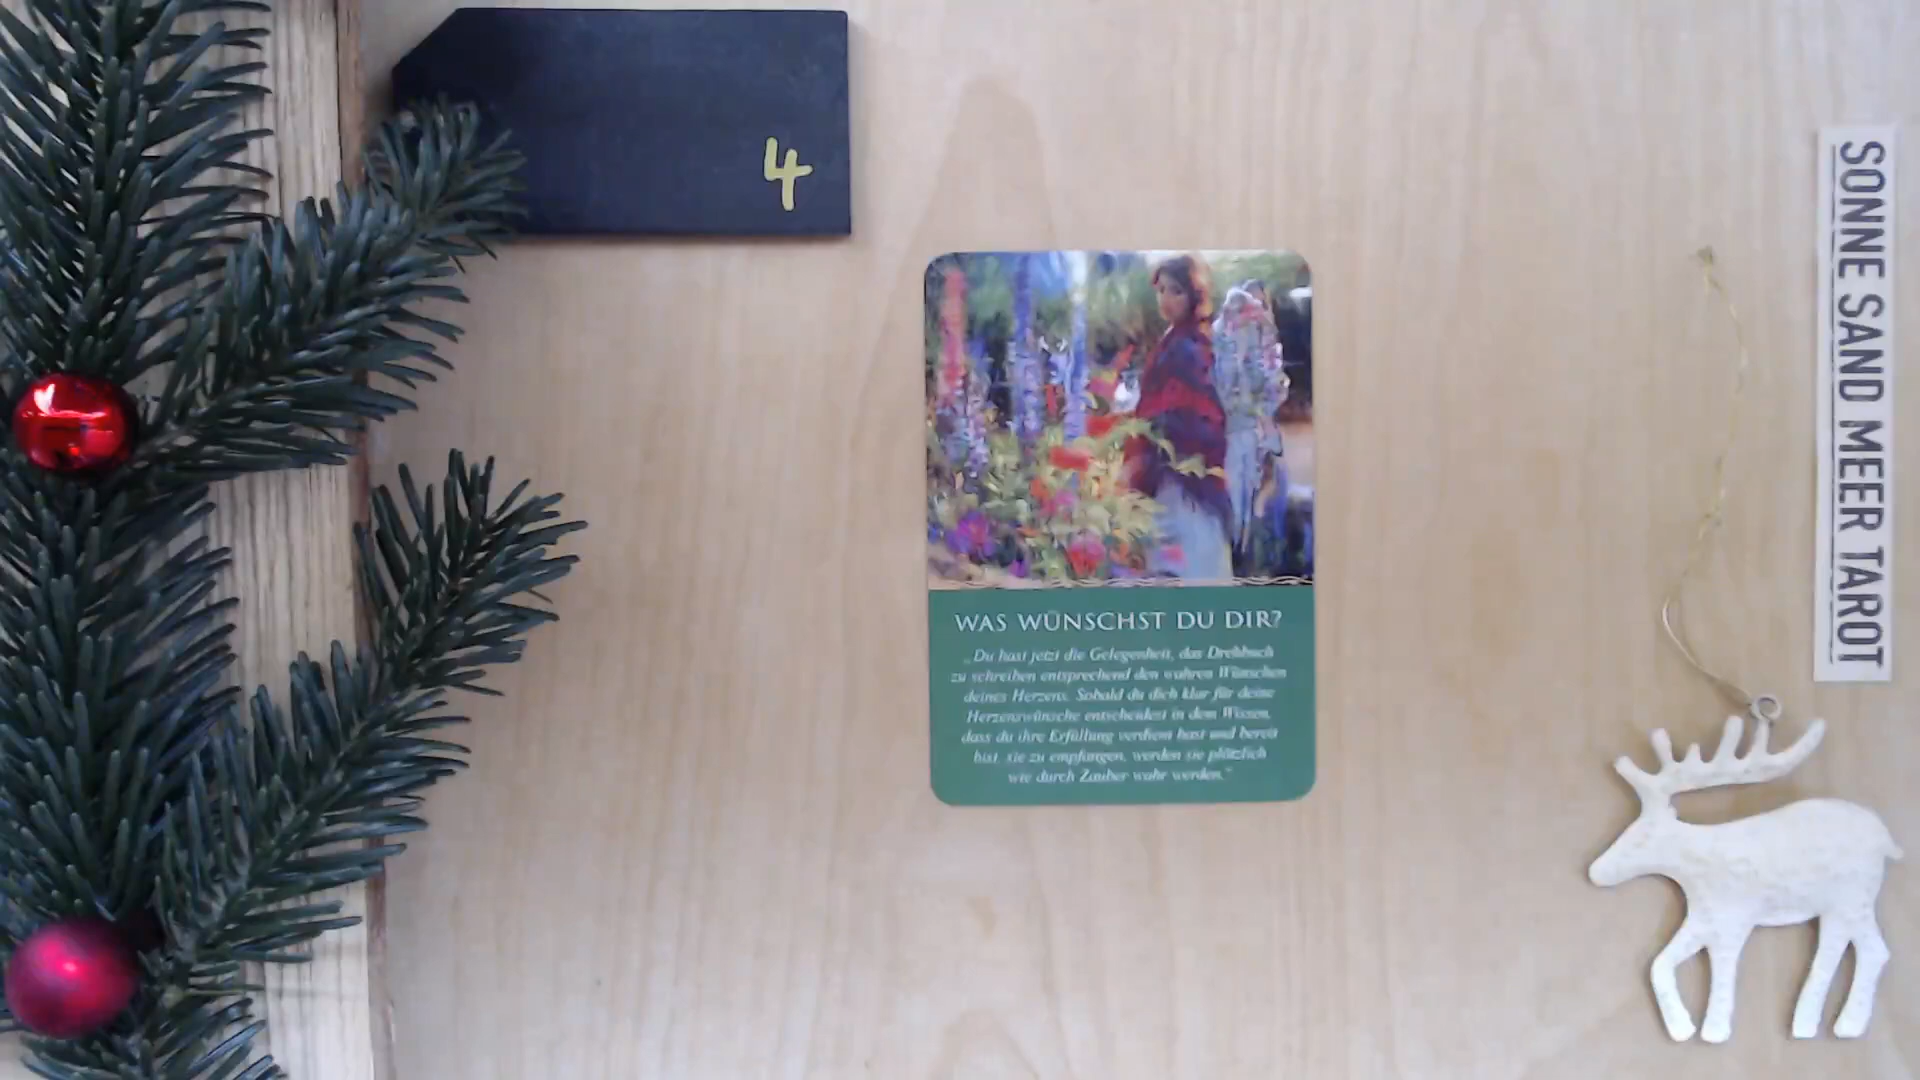 4
WAS WÜNSCHST DU DIR?
„Du hast jetzt die Gelegenheit, das Drehbuch
zu schreiben entsprechend den wahren Wünschen
deines Herzens. Sobald du dich klar für deine
Herzenswünsche entscheidest in dem Wissen,
dass du ihre Erfüllung verdient hast und bereit
bist, sie zu empfangen, werden sie plötzlich
wie durch Zauber wahr werden.“
SONNE SAND MEER TAROT